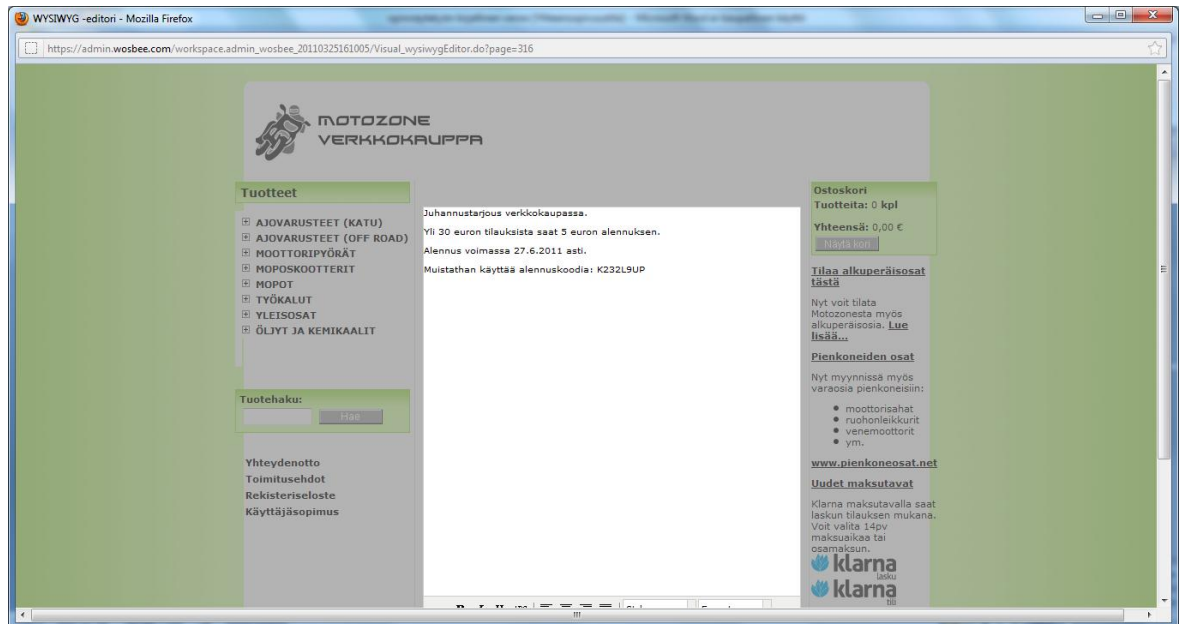 WYSIWYG -editori - Mozilla Firefox
https://admin.wosbee.com/workspace.admin_wosbee_20110325161005/Visual_wysiwygEditor.do?page=316
MOTOZONE
VERKKOKAUPPA
Tuotteet
AJOVARUSTEET (KATU)
AJOVARUSTEET (OFF ROAD)
MOOTTORIPYÖRÄT
MOPOSKOOTTERIT
MOPOT
TYÖKALUT
YLEISOSAT
ÖLJYT JA KEMIKAALIT
Tuotehaku:
Hae
Yhteydenotto
Toimitusehdot
Rekisteriseloste
Käyttäjäsopimus
Juhannustarjous verkkokaupassa.
Yli 30 euron tilauksista saat 5 euron alennuksen.
Alennus voimassa 27.6.2011 asti.
Muistathan käyttää alennuskoodia: K232L9UP
Ostoskori
Tuotteita: 0 kpl
Yhteensä: 0,00 €
Näytä kori
Tilaa alkuperäisosat
tästä
Nyt voit tilata
Motozonesta myös
alkuperäisosia. Lue
lisää...
Pienkoneiden osat
Nyt myynnissä myös
varaosia pienkoneisiin:
moottorisahat
ruohonleikkurit
venemoottorit
ym.
www.pienkoneosat.net
Uudet maksutavat
Klarna maksutavalla saat
laskun tilauksen mukana.
Voit valita 14pv
maksuaikaa tai
osamaksun.
klarna
lasku
klarna
tili